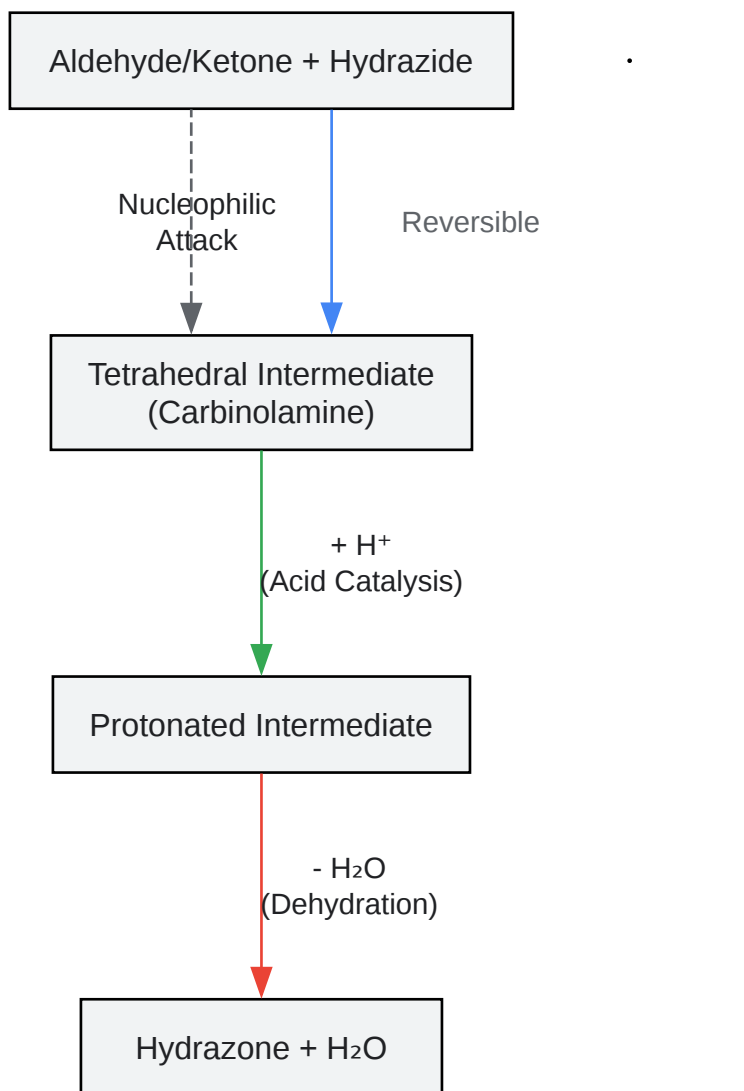 Aldehyde/Ketone + Hydrazide
.
Nucleophilic
Attack
Reversible
Tetrahedral Intermediate
(Carbinolamine)
+ H⁺
(Acid Catalysis)
Protonated Intermediate
- H₂O
(Dehydration)
Hydrazone + H₂O